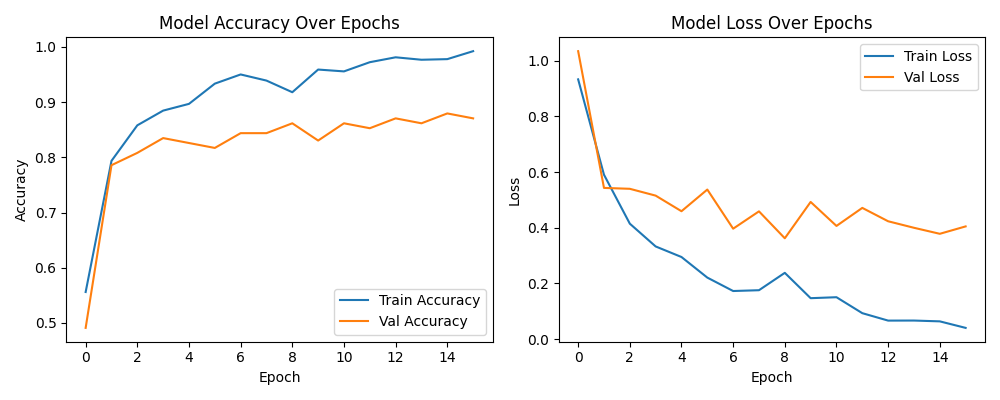 Model Accuracy Over Epochs
1.0
0.9
0.8
0.7
0.6
0.5
Accuracy
Train Accuracy
Val Accuracy
0 2 4 6 8 10 12 14
Epoch
Model Loss Over Epochs
Train Loss
Val Loss
1.0
0.8
0.6
0.4
0.2
0.0
Loss
0 2 4 6 8 10 12 14
Epoch